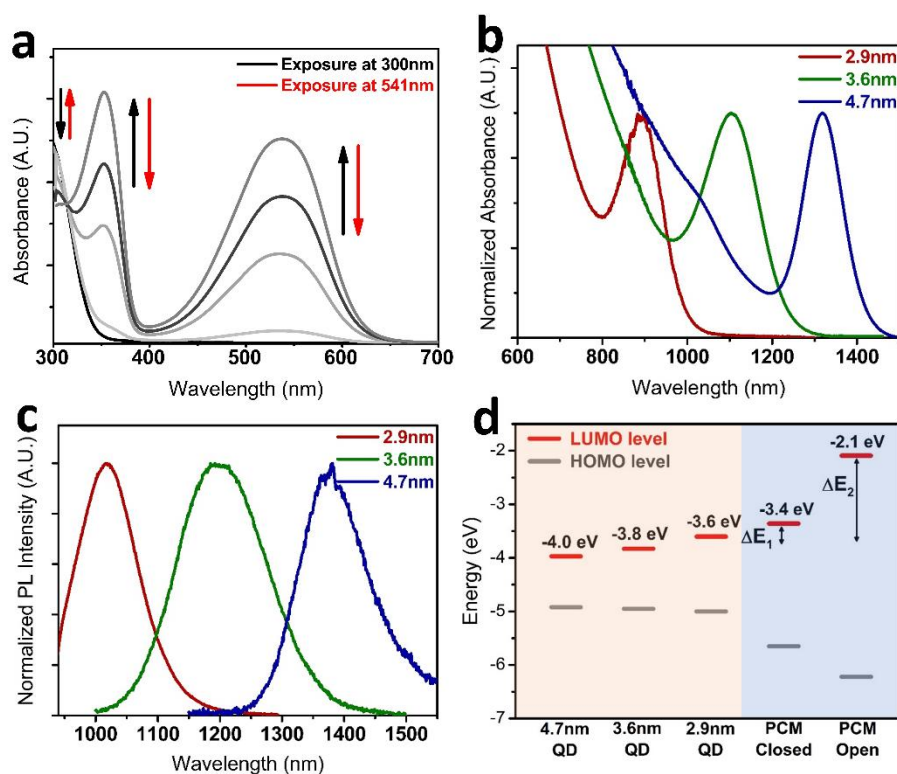 a
Exposure at 300nm
Exposure at 541nm
Absorbance (A.U.)
300 400 500 600 700
Wavelength (nm)
b
2.9nm
3.6nm
4.7nm
Normalized Absorbance (A.U.)
600 800 1000 1200 1400
Wavelength (nm)
c
2.9nm
3.6nm
4.7nm
Normalized PL Intensity (A.U.)
1000 1100 1200 1300 1400 1500
Wavelength (nm)
d
LUMO level
HOMO level
-2.1 eV
ΔE2
-3.4 eV
ΔE1
-3.6 eV
-3.8 eV
-4.0 eV
Energy (eV)
-2
-3
-4
-5
-6
-7
4.7nm 3.6nm 2.9nm PCM PCM
QD QD QD Closed Open